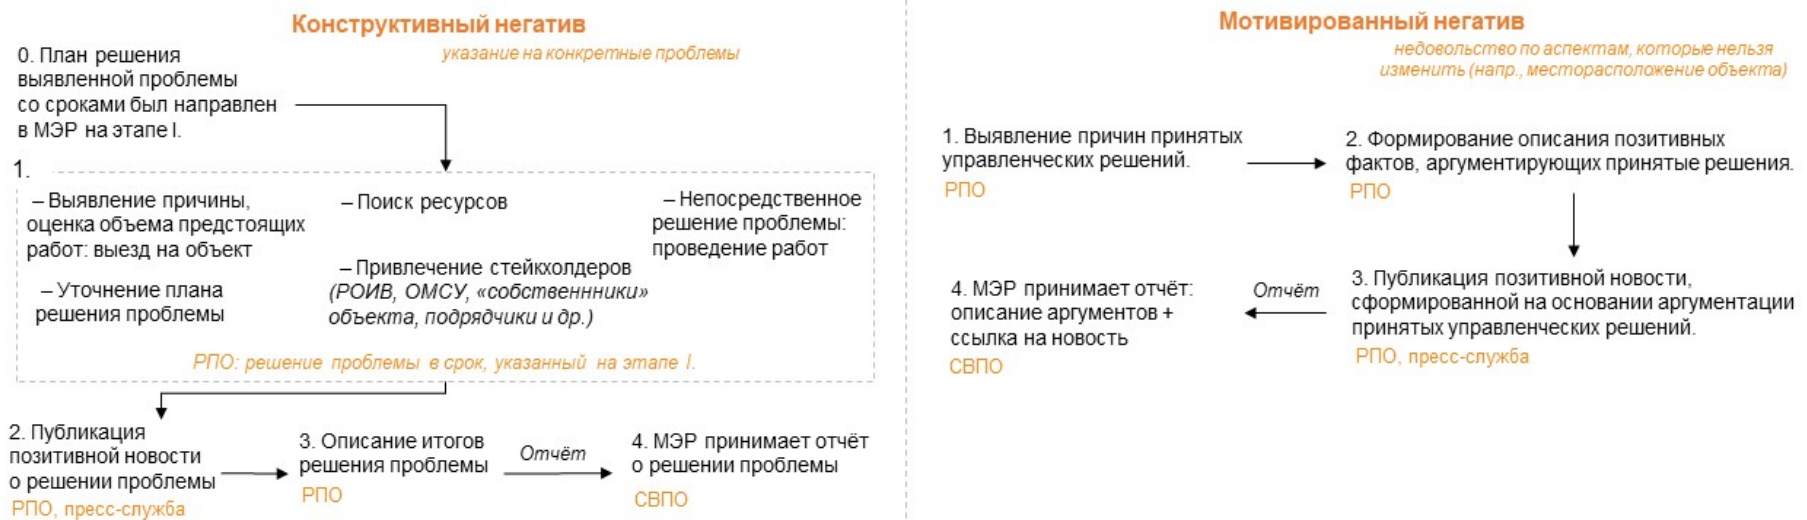 Конструктивный негатив
указание на конкретные проблемы
0. План решения
выявленной проблемы
со сроками был направлен
в МЭР на этапе I.
1.
– Выявление причины,
оценка объема предстоящих
работ: выезд на объект
– Уточнение плана
решения проблемы
– Поиск ресурсов
– Привлечение стейкхолдеров
(РОИВ, ОМСУ, «собственнники»
объекта, подрядчики и др.)
– Непосредственное
решение проблемы:
проведение работ
РПО: решение проблемы в срок, указанный на этапе I.
2. Публикация
позитивной новости
о решении проблемы
РПО, пресс-служба
3. Описание итогов
решения проблемы
РПО
Отчёт
4. МЭР принимает отчёт
о решении проблемы
СВПО
Мотивированный негатив
недовольство по аспектам, которые нельзя
изменить (напр., месторасположение объекта)
1. Выявление причин принятых
управленческих решений.
РПО
2. Формирование описания позитивных
фактов, аргументирующих принятые решения.
РПО
3. Публикация позитивной новости,
сформированной на основании аргументации
принятых управленческих решений.
РПО, пресс-служба
Отчёт
4. МЭР принимает отчёт:
описание аргументов +
ссылка на новость
СВПО